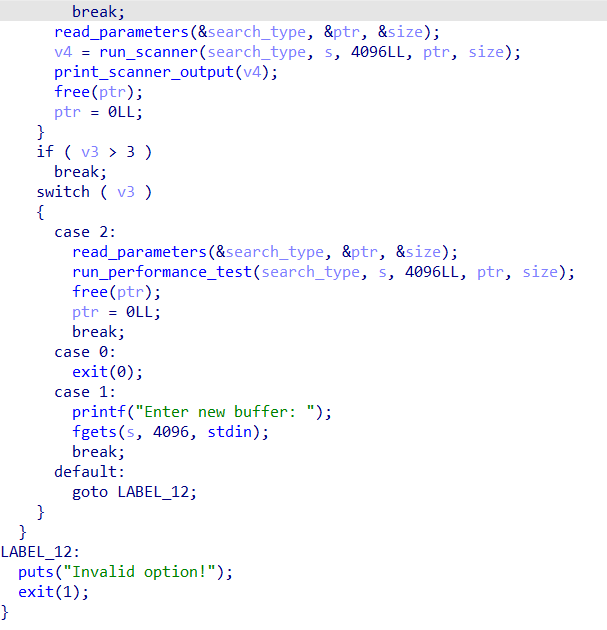 break;
read_parameters(&search_type, &ptr, &size);
v4 = run_scanner(search_type, s, 4096LL, ptr, size);
print_scanner_output(v4);
free(ptr);
ptr = 0LL;
}
if ( v3 > 3 )
break;
switch ( v3 )
{
case 2:
read_parameters(&search_type, &ptr, &size);
run_performance_test(search_type, s, 4096LL, ptr, size);
free(ptr);
ptr = 0LL;
break;
case 0:
exit(0);
case 1:
printf("Enter new buffer: ");
fgets(s, 4096, stdin);
break;
default:
goto LABEL_12;
}
}
LABEL_12:
puts("Invalid option!");
exit(1);
}